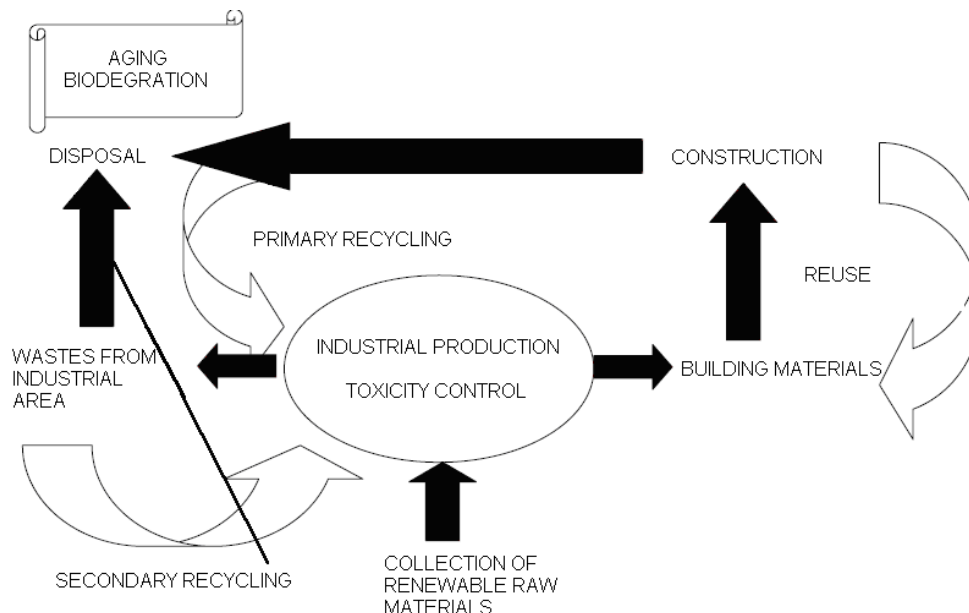 AGING
BIODEGRATION
DISPOSAL
CONSTRUCTION
PRIMARY RECYCLING
REUSE
INDUSTRIAL PRODUCTION
TOXICITY CONTROL
WASTES FROM
INDUSTRIAL
AREA
BUILDING MATERIALS
SECONDARY RECYCLING
COLLECTION OF
RENEWABLE RAW
MATERIALS